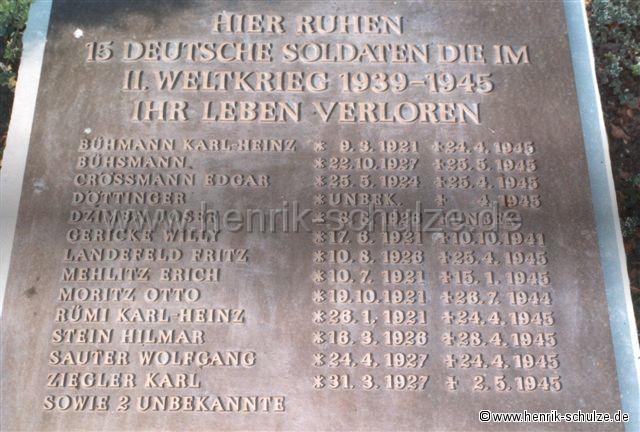 HIER RUHEN
15 DEUTSCHE SOLDATEN DIE IM
II. WELTKRIEG 1939-1945
IHR LEBEN VERLOREN
BÜHMANN KARL-HEINZ * 9.3.1921 +24.4.1945
BÜHSMANN. *22.10.1927 +25.5.1945
CROSSMANN EDGAR *25.5.1924 +25.4.1945
DÖTTINGER *UNBEK. + 4.1945
JOSEF
GERICKE WILLY *17.6.1921 +10.10.1941
LANDEFELD FRITZ *10.8.1926 +25.4.1945
MEHLITZ ERICH *10.7.1921 +15.1.1945
MORITZ OTTO *19.10.1921 +26.7.1944
RÜMI KARL-HEINZ *26.1.1921 +24.4.1945
STEIN HILMAR *16.3.1926 +28.4.1945
SAUTER WOLFGANG *24.4.1927 +24.4.1945
ZIEGLER KARL *31.3.1927 + 2.5.1945
SOWIE 2 UNBEKANNTE
www.henrik-schulze.de
©www.henrik-schulze.de